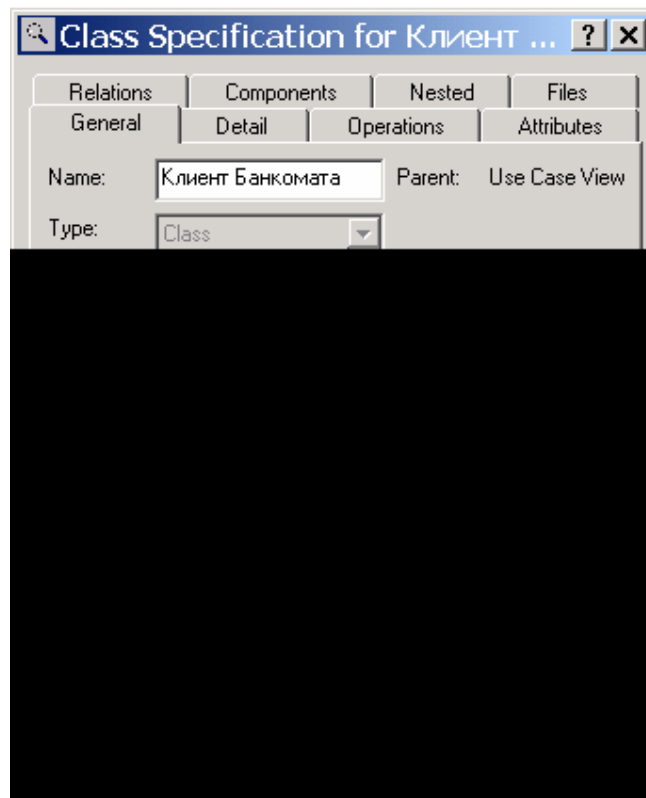 Class Specification for Клиент ...
Relations Components Nested Files
General Detail Operations Attributes
Name: Клиент Банкомата Parent: Use Case View
Type: Class